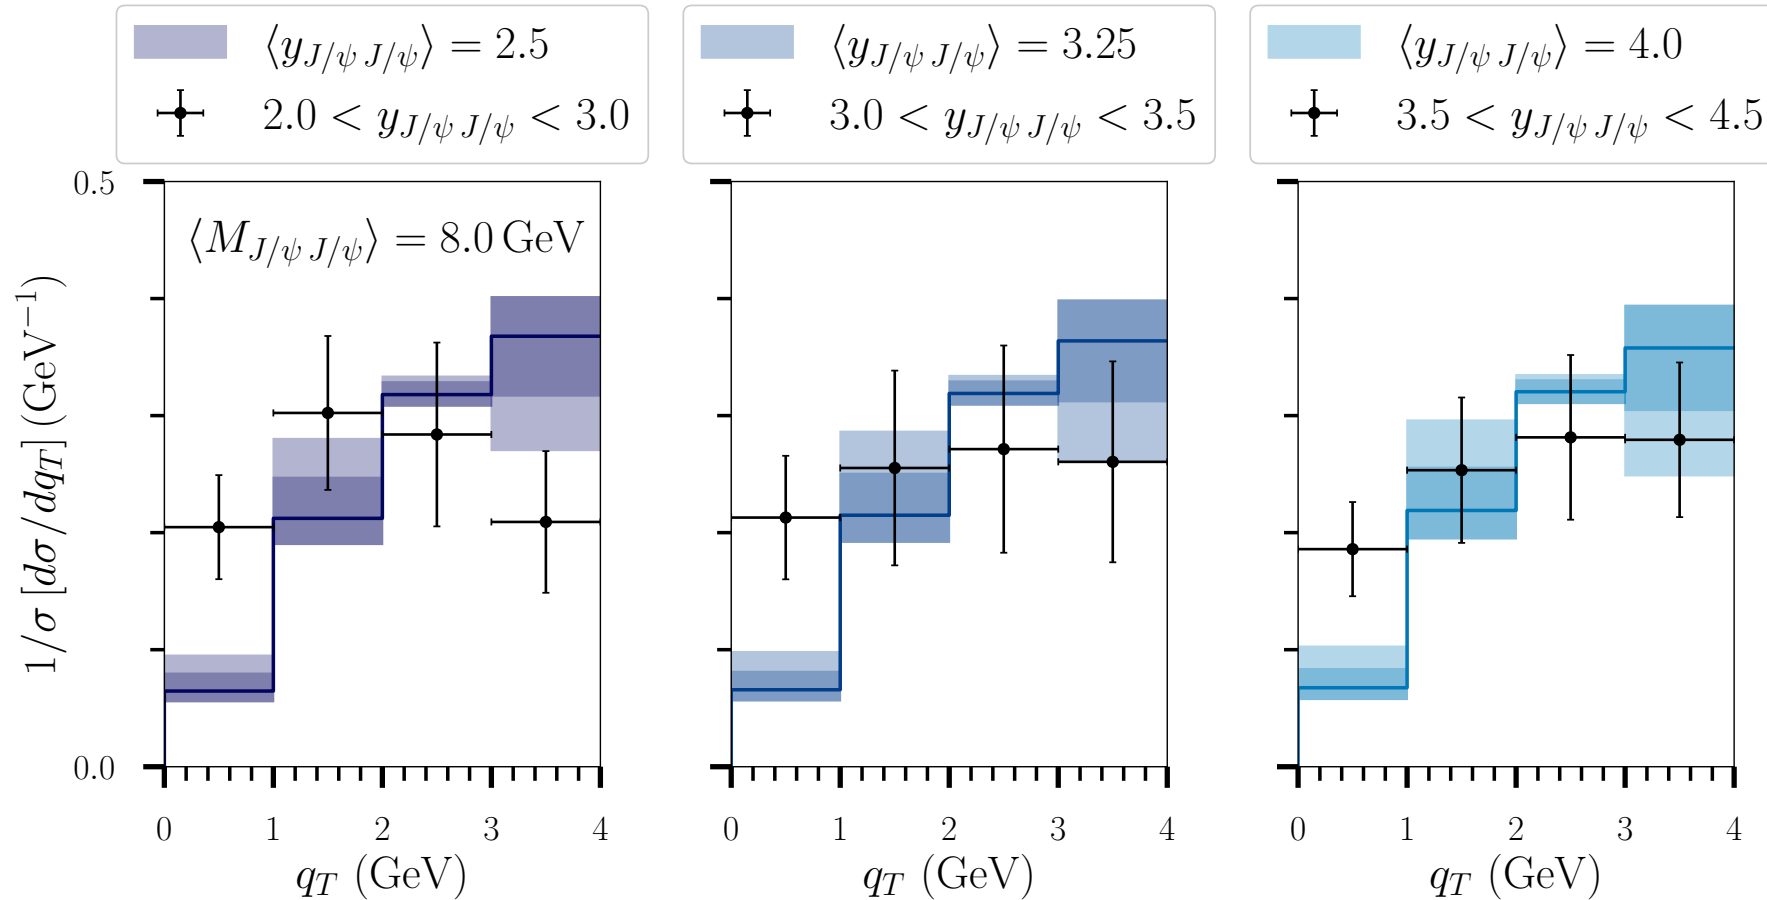 ⟨y_{J/ψ J/ψ}⟩ = 2.5
2.0 < y_{J/ψ J/ψ} < 3.0
⟨y_{J/ψ J/ψ}⟩ = 3.25
3.0 < y_{J/ψ J/ψ} < 3.5
⟨y_{J/ψ J/ψ}⟩ = 4.0
3.5 < y_{J/ψ J/ψ} < 4.5
1/σ [dσ/dq_T] (GeV⁻¹)
0.5
0.0
⟨M_{J/ψ J/ψ}⟩ = 8.0 GeV
0 1 2 3 4
q_T (GeV)
0 1 2 3 4
q_T (GeV)
0 1 2 3 4
q_T (GeV)